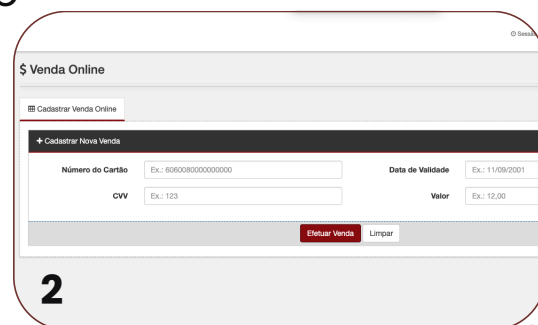 $ Venda Online
Cadastrar Venda Online
+ Cadastrar Nova Venda
Número do Cartão Ex.: 6060080000000000 Data de Validade Ex.: 11/09/2001
CVV Ex.: 123 Valor Ex.: 12,00
Efetuar Venda Limpar
2